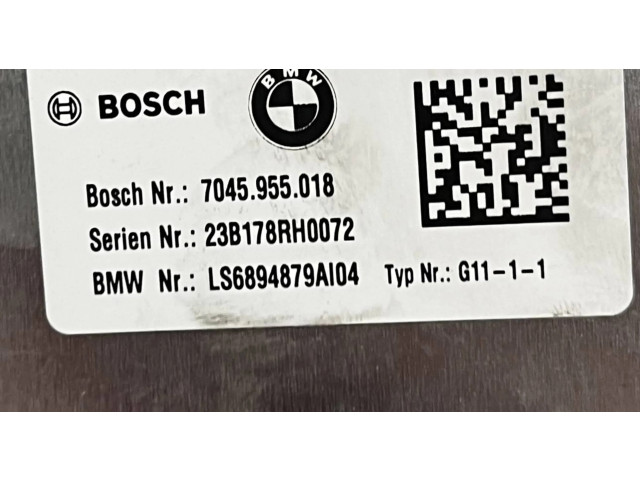 BOSCH BMW
Bosch Nr.: 7045.955.018
Serien Nr.: 23B178RH0072
BMW Nr.: LS6894879AI04 Typ Nr.: G11-1-1